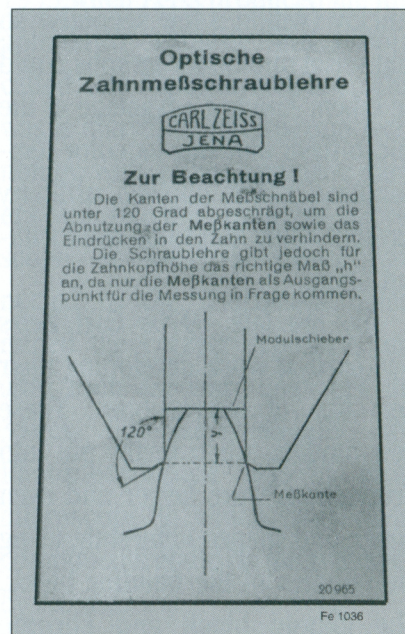 Optische
Zahnmeßschraublehre
CARL ZEISS
JENA
Zur Beachtung !
Die Kanten der Meßschnäbel sind
unter 120 Grad abgeschrägt, um die
Abnutzung der Meßkanten sowie das
Eindrücken in den Zahn zu verhindern.
Die Schraublehre gibt jedoch für
die Zahnkopfhöhe das richtige Maß „h"
an, da nur die Meßkanten als Ausgangs-
punkt für die Messung in Frage kommen.
Modulschieber
120°
y
Meßkante
20965
Fe 1036